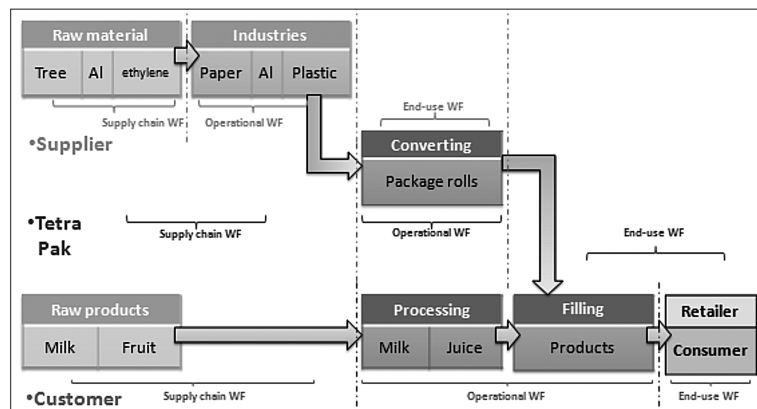 Raw material
Industries
Tree Al ethylene
Paper Al Plastic
Supply chain WF
Operational WF
End-use WF
•Supplier
Converting
Package rolls
•Tetra
Pak
Supply chain WF
Operational WF
End-use WF
Raw products
Processing
Filling
Retailer
Milk Fruit
Milk Juice
Products
Consumer
•Customer
Supply chain WF
Operational WF
End-use WF